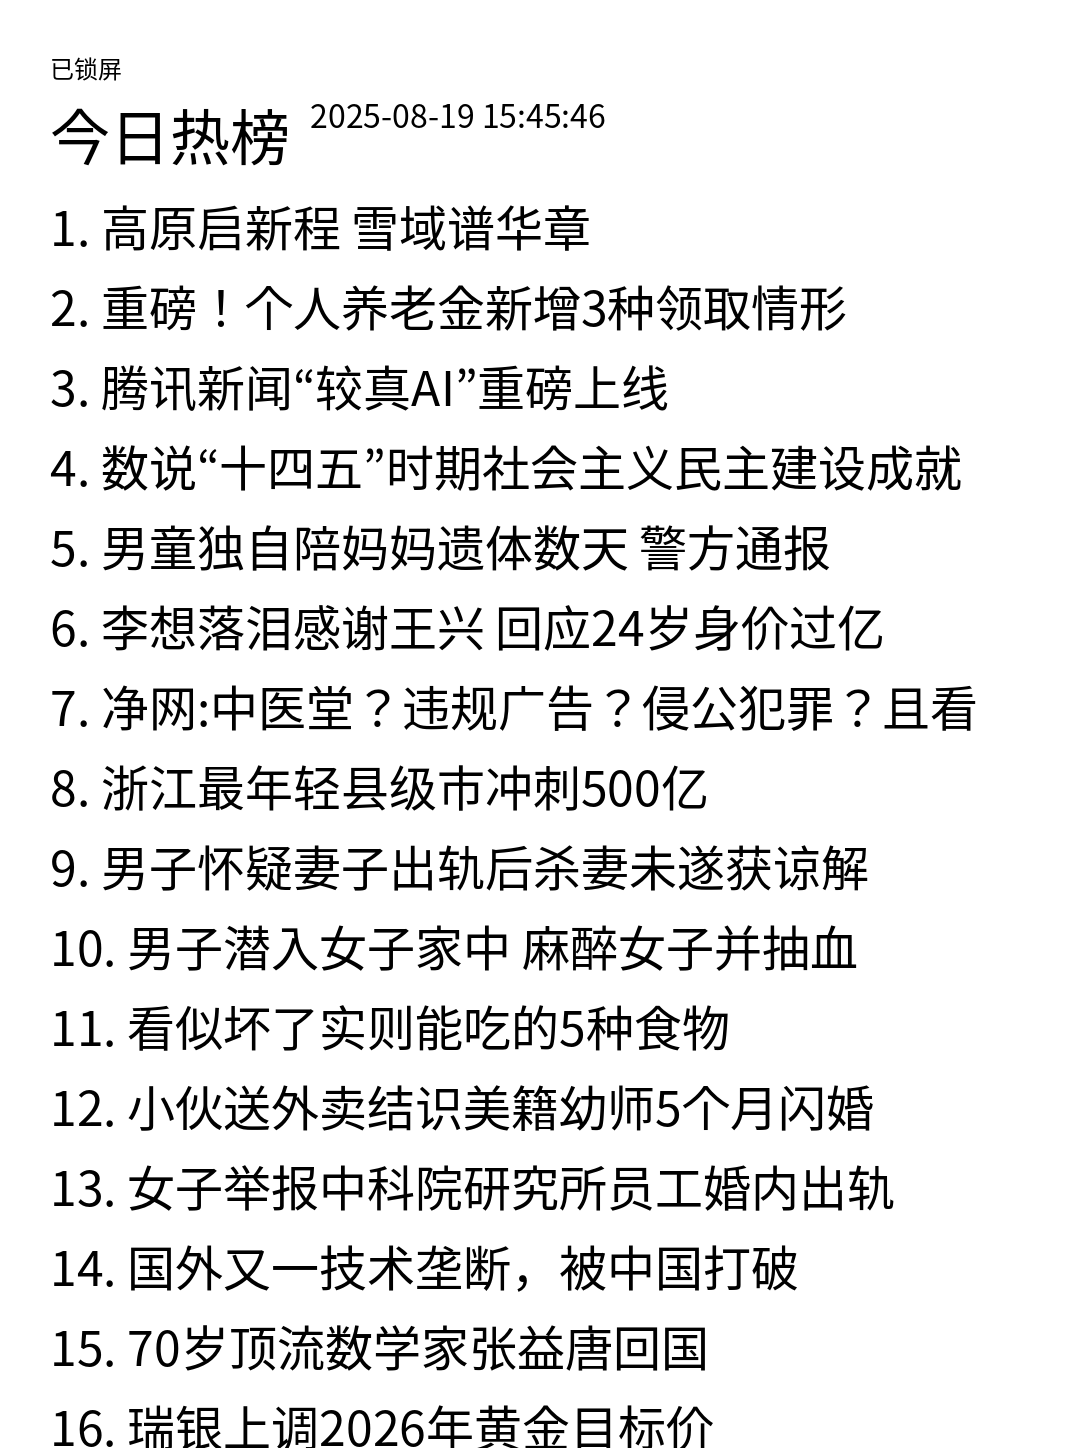 已锁屏
今日热榜 2025-08-19 15:45:46
1. 高原启新程 雪域谱华章
2. 重磅！个人养老金新增3种领取情形
3. 腾讯新闻“较真AI”重磅上线
4. 数说“十四五”时期社会主义民主建设成就
5. 男童独自陪妈妈遗体数天 警方通报
6. 李想落泪感谢王兴 回应24岁身价过亿
7. 净网:中医堂？违规广告？侵公犯罪？且看
8. 浙江最年轻县级市冲刺500亿
9. 男子怀疑妻子出轨后杀妻未遂获谅解
10. 男子潜入女子家中 麻醉女子并抽血
11. 看似坏了实则能吃的5种食物
12. 小伙送外卖结识美籍幼师5个月闪婚
13. 女子举报中科院研究所员工婚内出轨
14. 国外又一技术垄断，被中国打破
15. 70岁顶流数学家张益唐回国
16. 瑞银上调2026年黄金目标价